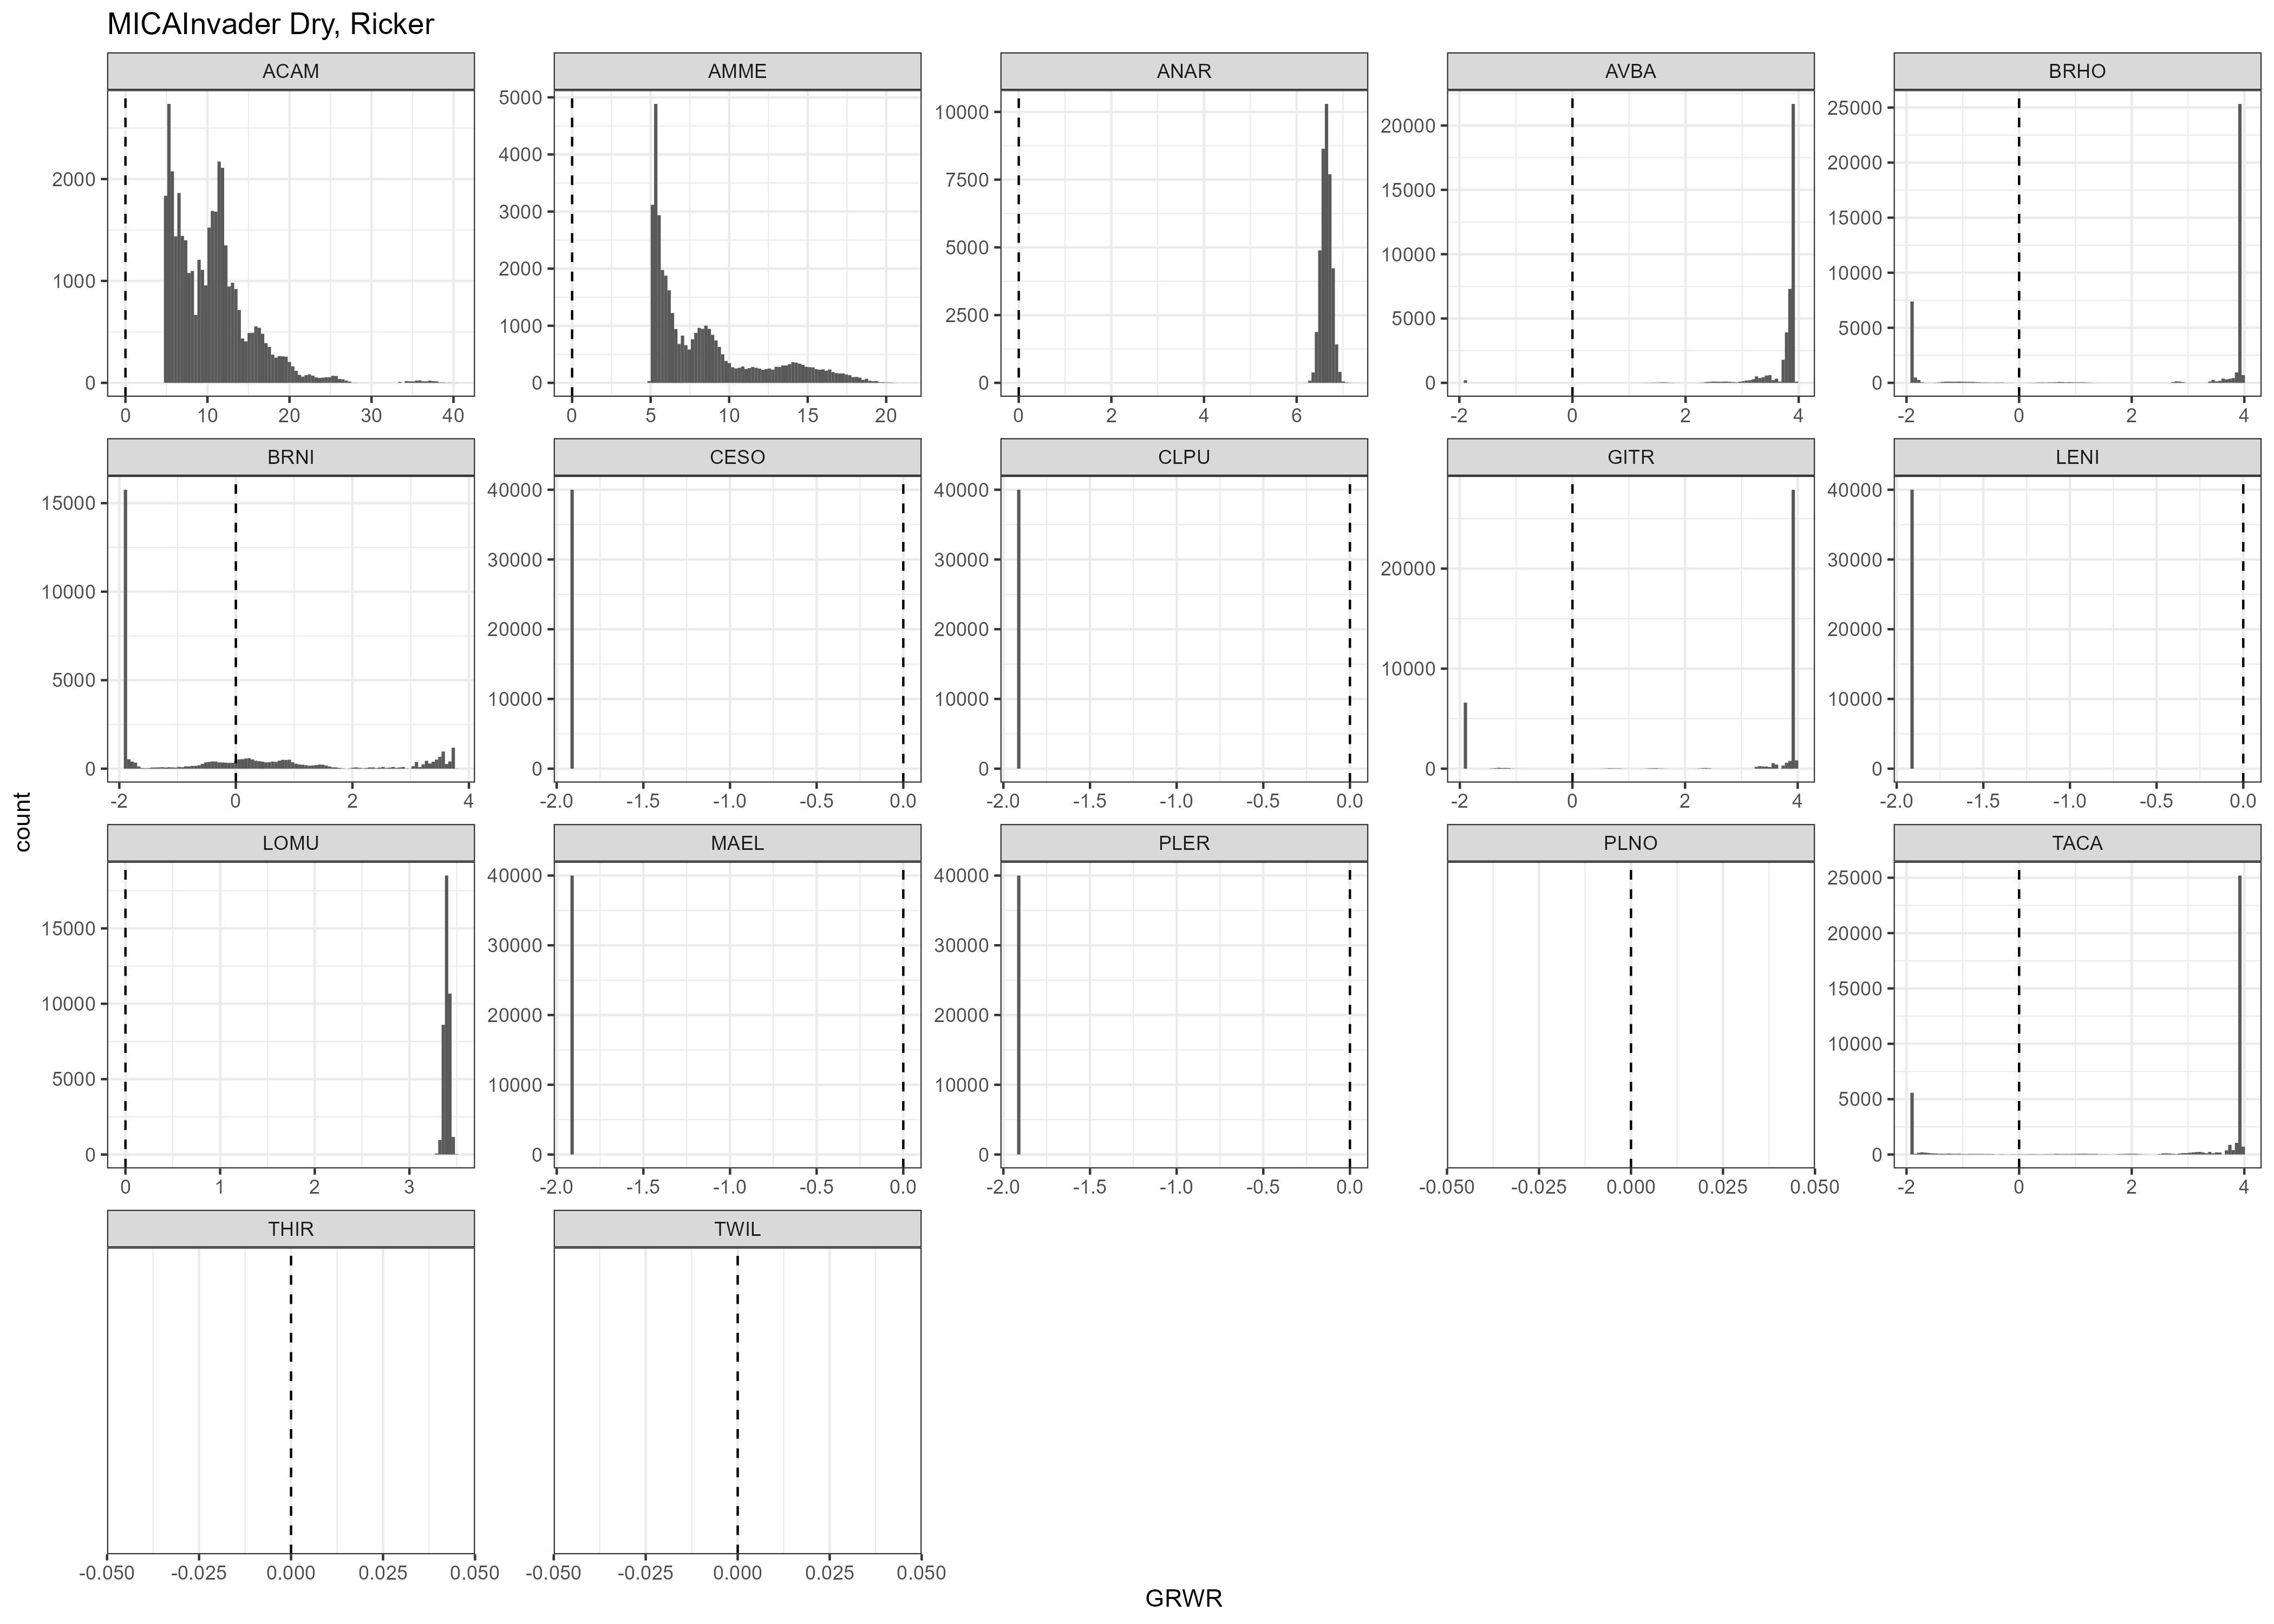 MICAInvader Dry, Ricker
ACAM AMME ANAR AVBA BRHO
2000
1000
0
0 10 20 30 40
5000
4000
3000
2000
1000
0
0 5 10 15 20
10000
7500
5000
2500
0
0 2 4 6
20000
15000
10000
5000
0
-2 0 2 4
25000
20000
15000
10000
5000
0
-2 0 2 4
BRNI CESO CLPU GITR LENI
15000
10000
5000
0
-2 0 2 4
40000
30000
20000
10000
0
-2.0 -1.5 -1.0 -0.5 0.0
40000
30000
20000
10000
0
-2.0 -1.5 -1.0 -0.5 0.0
20000
10000
0
-2 0 2 4
40000
30000
20000
10000
0
-2.0 -1.5 -1.0 -0.5 0.0
count
LOMU MAEL PLER PLNO TACA
15000
10000
5000
0
0 1 2 3
40000
30000
20000
10000
0
-2.0 -1.5 -1.0 -0.5 0.0
40000
30000
20000
10000
0
-2.0 -1.5 -1.0 -0.5 0.0
-0.050 -0.025 0.000 0.025 0.050
25000
20000
15000
10000
5000
0
-2 0 2 4
THIR TWIL
-0.050 -0.025 0.000 0.025 0.050
-0.050 -0.025 0.000 0.025 0.050
GRWR